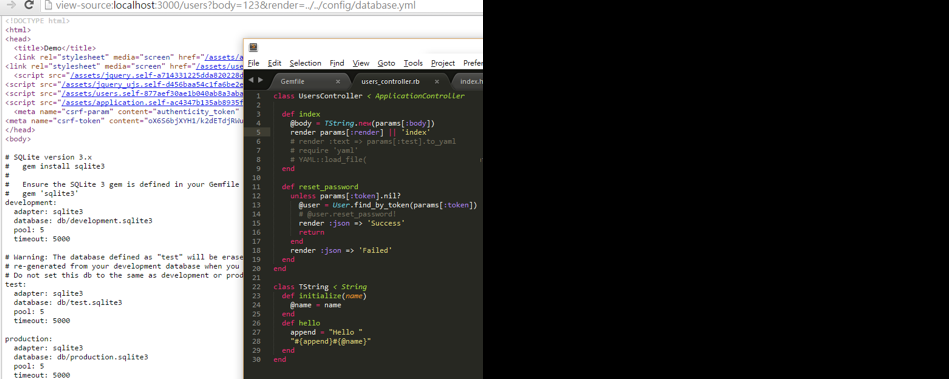 view-source:localhost:3000/users?body=123&render=../../config/database.yml
<!DOCTYPE html>
<html>
<head>
<title>Demo</title>
<link rel="stylesheet" media="screen" href="/assets/a
<link rel="stylesheet" media="screen" href="/assets/us
<script src="/assets/jquery.self-a714331225dda820228d
<script src="/assets/jquery_ujs.self-d456baa54c1fa6be2e
<script src="/assets/users.self-877aef30ae1b040ab8a3aba
<script src="/assets/application.self-ac4347b135ab8935f
<meta name="csrf-param" content="authenticity_token"
<meta name="csrf-token" content=
</head>
<body>
# SQLite version 3.x
#   gem install sqlite3
#
#   Ensure the SQLite 3 gem is defined in your Gemfile
#   gem 'sqlite3'
development:
  adapter: sqlite3
  database: db/development.sqlite3
  pool: 5
  timeout: 5000
# Warning: The database defined as "test" will be erase
# re-generated from your development database when you
# Do not set this db to the same as development or prod
test:
  adapter: sqlite3
  database: db/test.sqlite3
  pool: 5
  timeout: 5000
production:
  adapter: sqlite3
  database: db/production.sqlite3
  pool: 5
  timeout: 5000
File Edit Selection Find View Goto Tools Project Prefer
Gemfile × users_controller.rb × index.h
1 class UsersController < ApplicationController
2
3   def index
4     @body = TString.new(params[:body])
5     render params[:render] || 'index'
6     # render :text => params[:test].to_yaml
7     # require 'yaml'
8     # YAML::load_file(
9   end
10
11   def reset_password
12     unless params[:token].nil?
13       @user = User.find_by_token(params[:token])
14       # @user.reset_password!
15       render :json => 'Success'
16       return
17     end
18     render :json => 'Failed'
19   end
20 end
21
22 class TString < String
23   def initialize(name)
24     @name = name
25   end
26   def hello
27     append = "Hello "
28     "#{append}#{@name}"
29   end
30 end